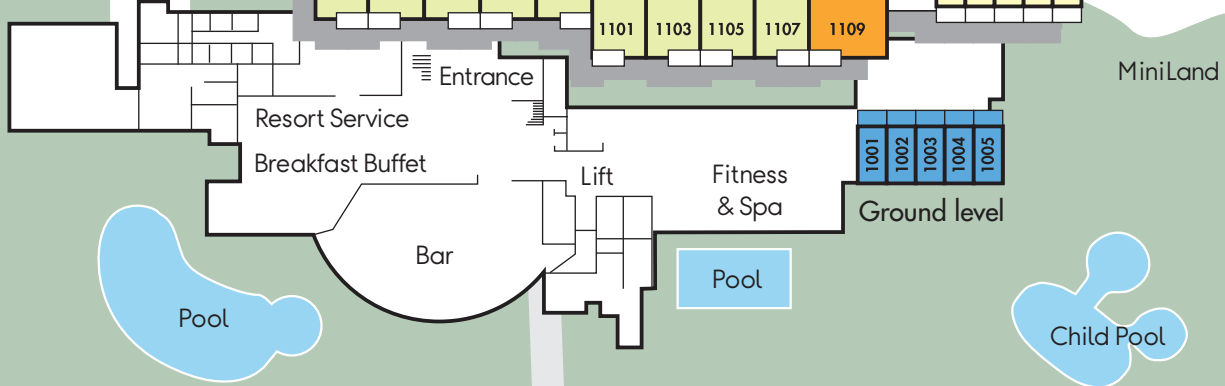 1101
1103
1105
1107
1109
MiniLand
Entrance
Resort Service
Breakfast Buffet
1001
1002
1003
1004
1005
Lift
Fitness
& Spa
Ground level
Bar
Pool
Pool
Child Pool